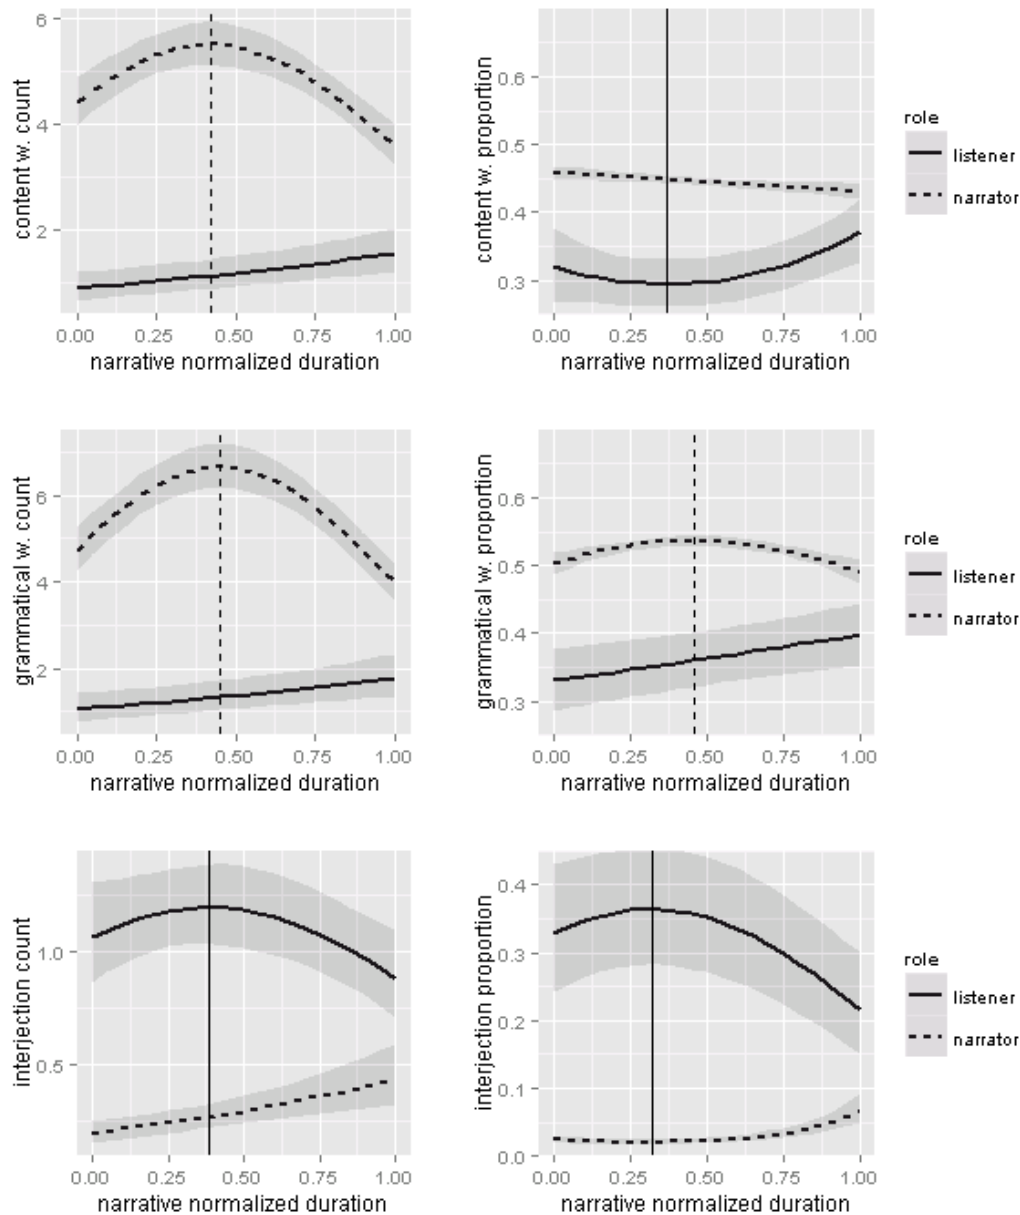 6
4
2
content w. count
0.00 0.25 0.50 0.75 1.00
narrative normalized duration
0.6
0.5
0.4
0.3
content w. proportion
0.00 0.25 0.50 0.75 1.00
narrative normalized duration
role
listener
narrator
6
4
2
grammatical w. count
0.00 0.25 0.50 0.75 1.00
narrative normalized duration
0.6
0.5
0.4
0.3
grammatical w. proportion
0.00 0.25 0.50 0.75 1.00
narrative normalized duration
role
listener
narrator
1.0
0.5
interjection count
0.00 0.25 0.50 0.75 1.00
narrative normalized duration
0.4
0.3
0.2
0.1
0.0
interjection proportion
0.00 0.25 0.50 0.75 1.00
narrative normalized duration
role
listener
narrator